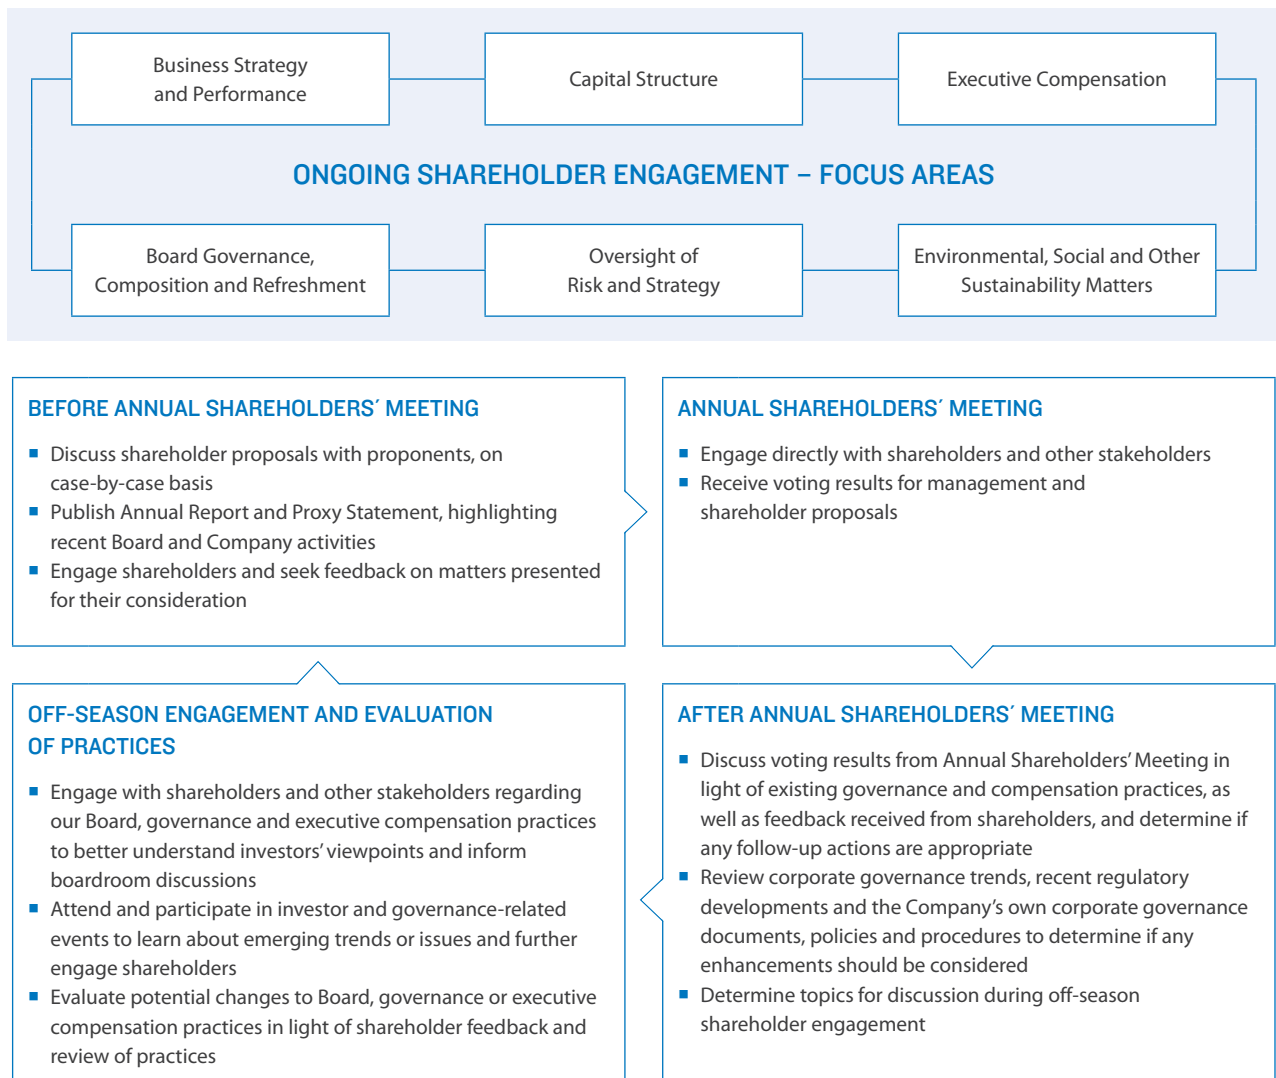 Business Strategy
and Performance
Capital Structure
Executive Compensation
ONGOING SHAREHOLDER ENGAGEMENT – FOCUS AREAS
Board Governance,
Composition and Refreshment
Oversight of
Risk and Strategy
Environmental, Social and Other
Sustainability Matters
BEFORE ANNUAL SHAREHOLDERS´ MEETING
■ Discuss shareholder proposals with proponents, on
case-by-case basis
■ Publish Annual Report and Proxy Statement, highlighting
recent Board and Company activities
■ Engage shareholders and seek feedback on matters presented
for their consideration
ANNUAL SHAREHOLDERS´ MEETING
■ Engage directly with shareholders and other stakeholders
■ Receive voting results for management and
shareholder proposals
OFF-SEASON ENGAGEMENT AND EVALUATION
OF PRACTICES
■ Engage with shareholders and other stakeholders regarding
our Board, governance and executive compensation practices
to better understand investors’ viewpoints and inform
boardroom discussions
■ Attend and participate in investor and governance-related
events to learn about emerging trends or issues and further
engage shareholders
■ Evaluate potential changes to Board, governance or executive
compensation practices in light of shareholder feedback and
review of practices
AFTER ANNUAL SHAREHOLDERS´ MEETING
■ Discuss voting results from Annual Shareholders’ Meeting in
light of existing governance and compensation practices, as
well as feedback received from shareholders, and determine if
any follow-up actions are appropriate
■ Review corporate governance trends, recent regulatory
developments and the Company’s own corporate governance
documents, policies and procedures to determine if any
enhancements should be considered
■ Determine topics for discussion during off-season
shareholder engagement